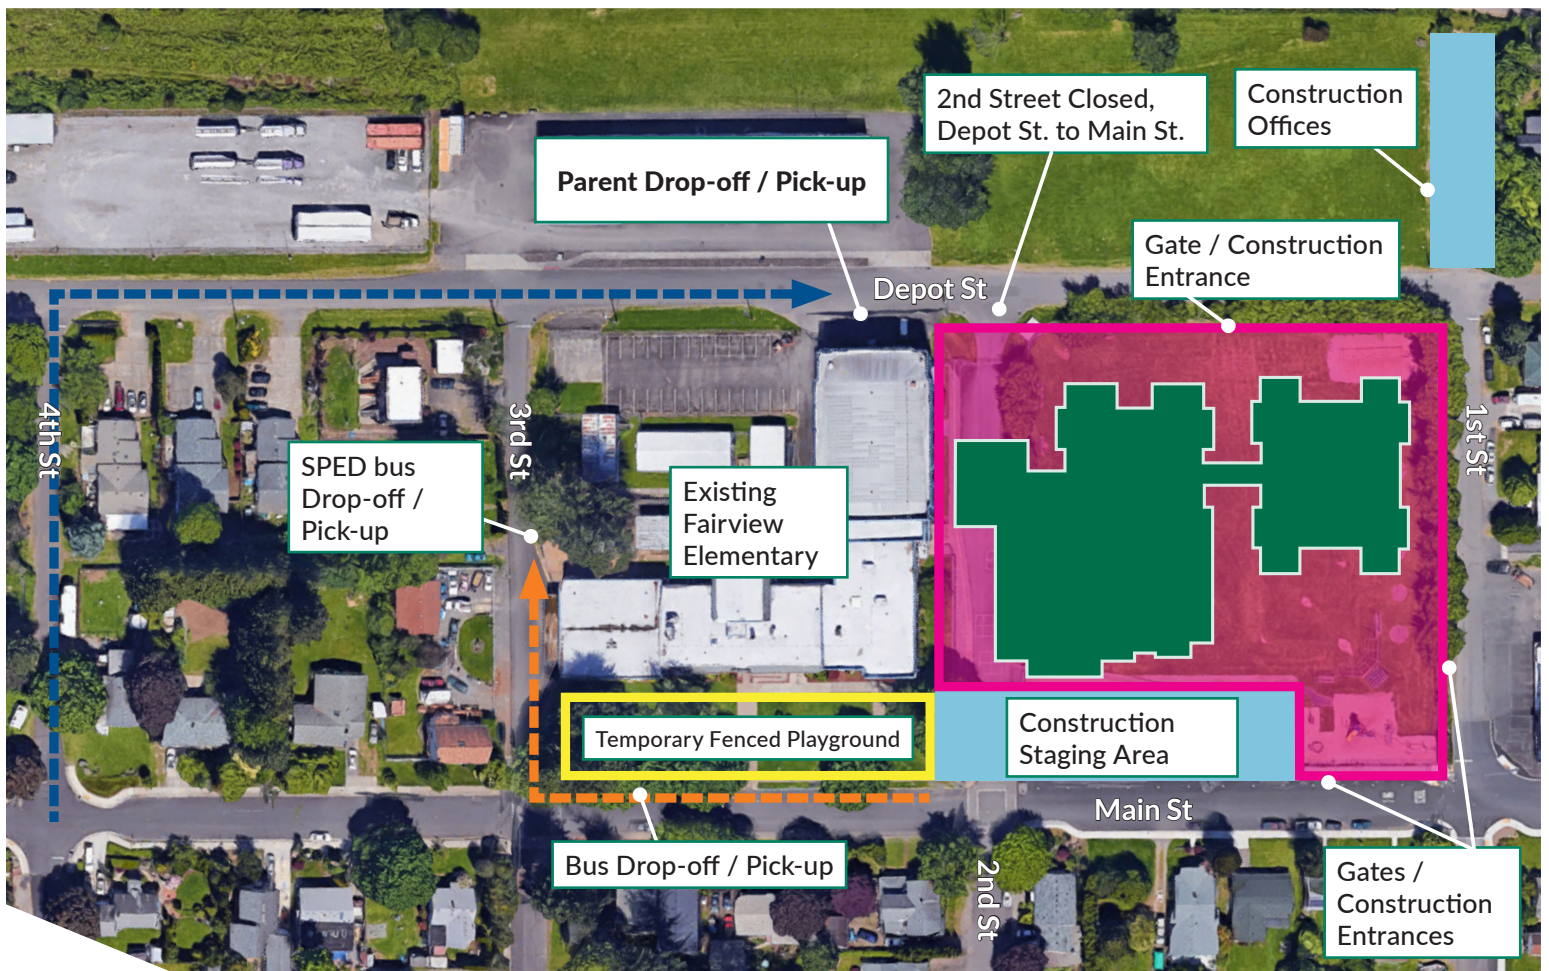 2nd Street Closed,
Depot St. to Main St.
Construction
Offices
Parent Drop-off / Pick-up
Gate / Construction
Entrance
Depot St
4th St
3rd St
1st St
SPED bus
Drop-off /
Pick-up
Existing
Fairview
Elementary
Temporary Fenced Playground
Construction
Staging Area
Main St
Bus Drop-off / Pick-up
2nd St
Gates /
Construction
Entrances